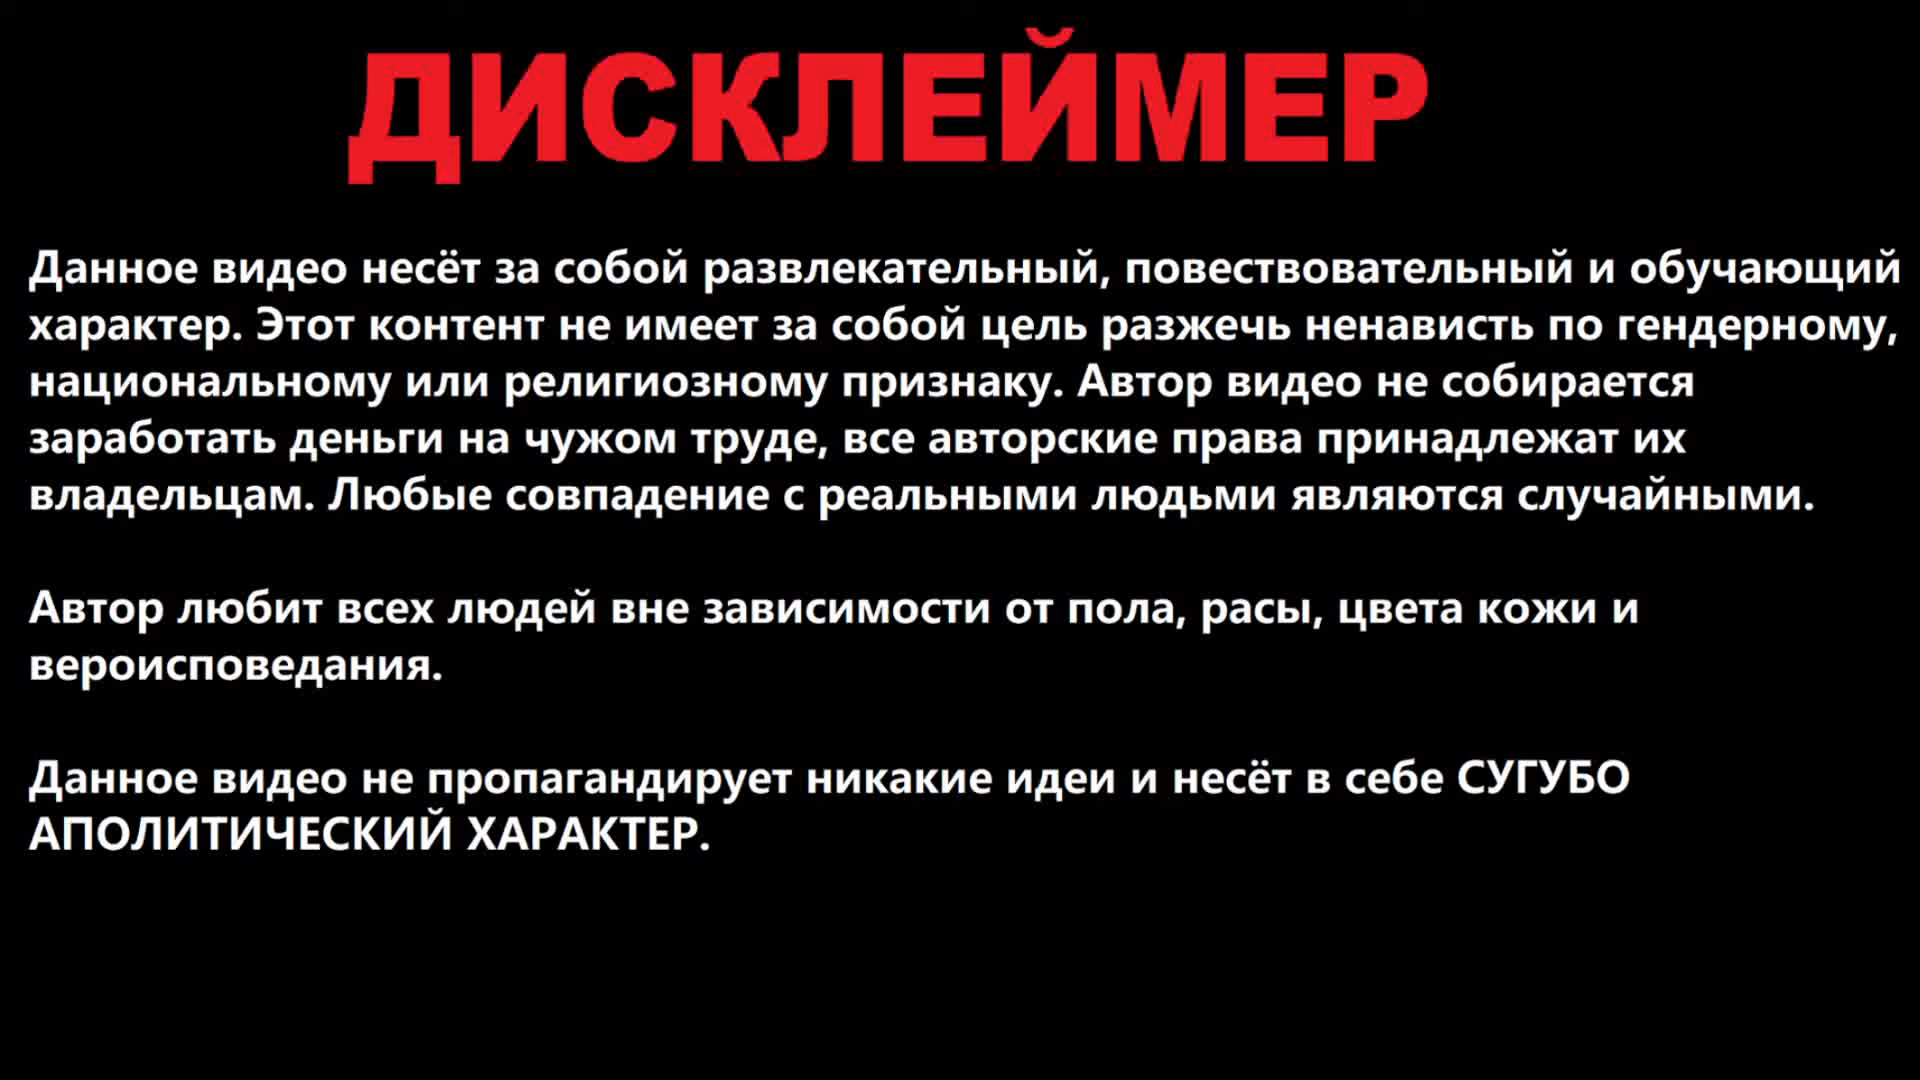 ДИСКЛЕЙМЕР
Данное видео несёт за собой развлекательный, повествовательный и обучающий
характер. Этот контент не имеет за собой цель разжечь ненависть по гендерному,
национальному или религиозному признаку. Автор видео не собирается
заработать деньги на чужом труде, все авторские права принадлежат их
владельцам. Любые совпадение с реальными людьми являются случайными.
Автор любит всех людей вне зависимости от пола, расы, цвета кожи и
вероисповедания.
Данное видео не пропагандирует никакие идеи и несёт в себе СУГУБО
АПОЛИТИЧЕСКИЙ ХАРАКТЕР.